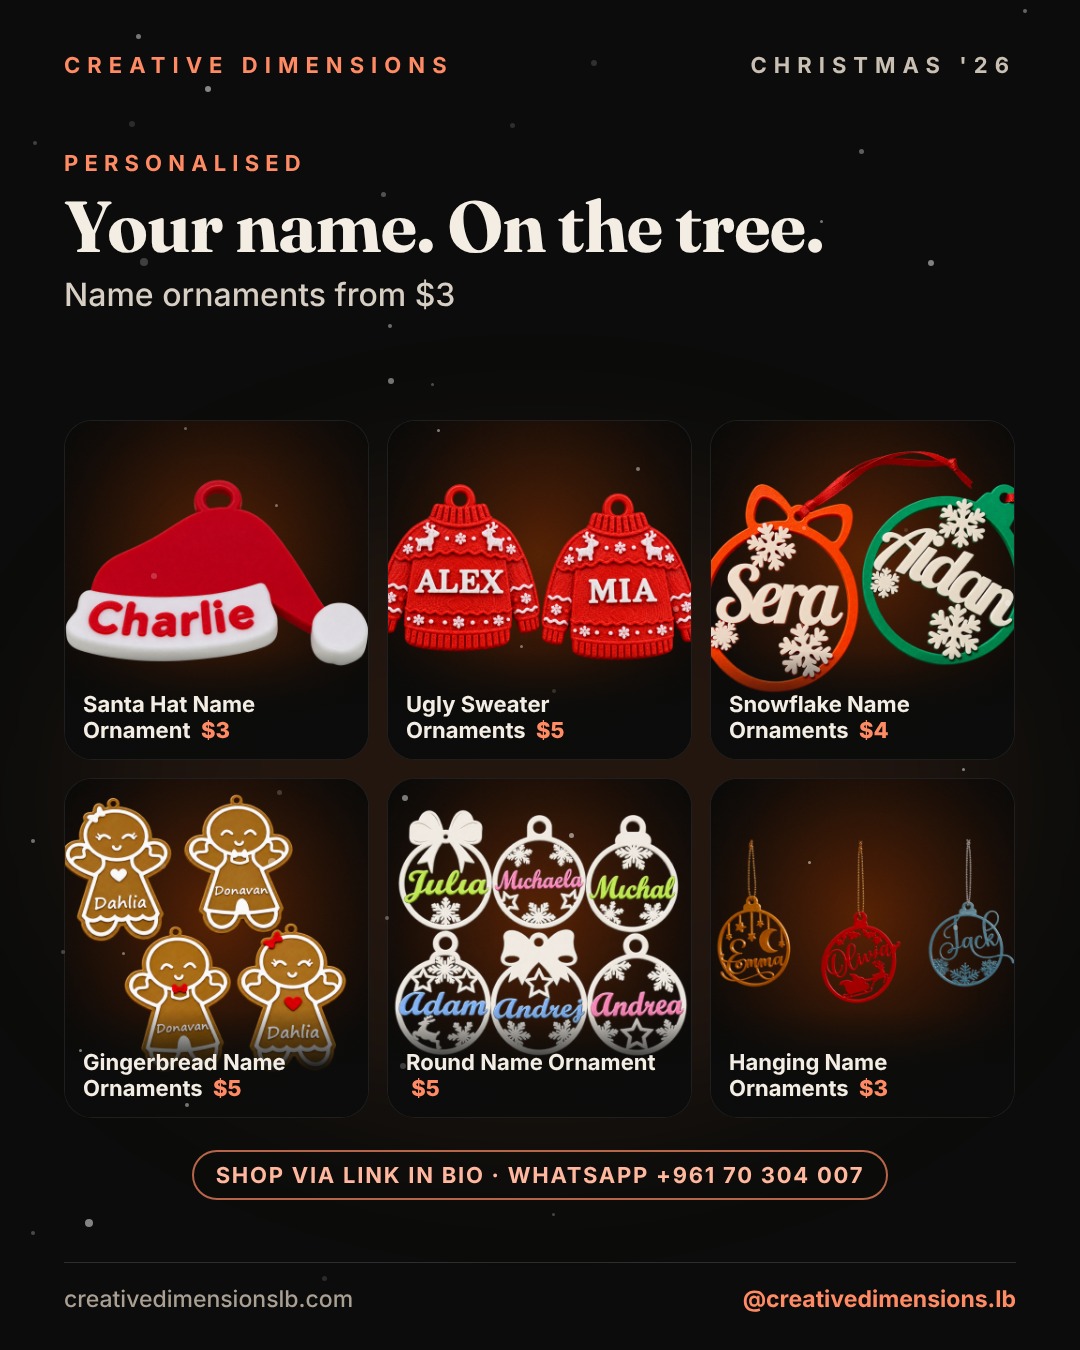 CREATIVE DIMENSIONS
CHRISTMAS '26
PERSONALISED
Your name. On the tree.
Name ornaments from $3
Charlie
Santa Hat Name
Ornament $3
ALEX
MIA
Ugly Sweater
Ornaments $5
Sera
Aidan
Snowflake Name
Ornaments $4
Dahlia
Donavan
Donavan
Dahlia
Gingerbread Name
Ornaments $5
Julia
Michaela
Michal
Adam
Andrej
Andrea
Round Name Ornament
$5
Emma
Olivia
Jack
Hanging Name
Ornaments $3
SHOP VIA LINK IN BIO · WHATSAPP +961 70 304 007
creativedimensionslb.com
@creativedimensions.lb